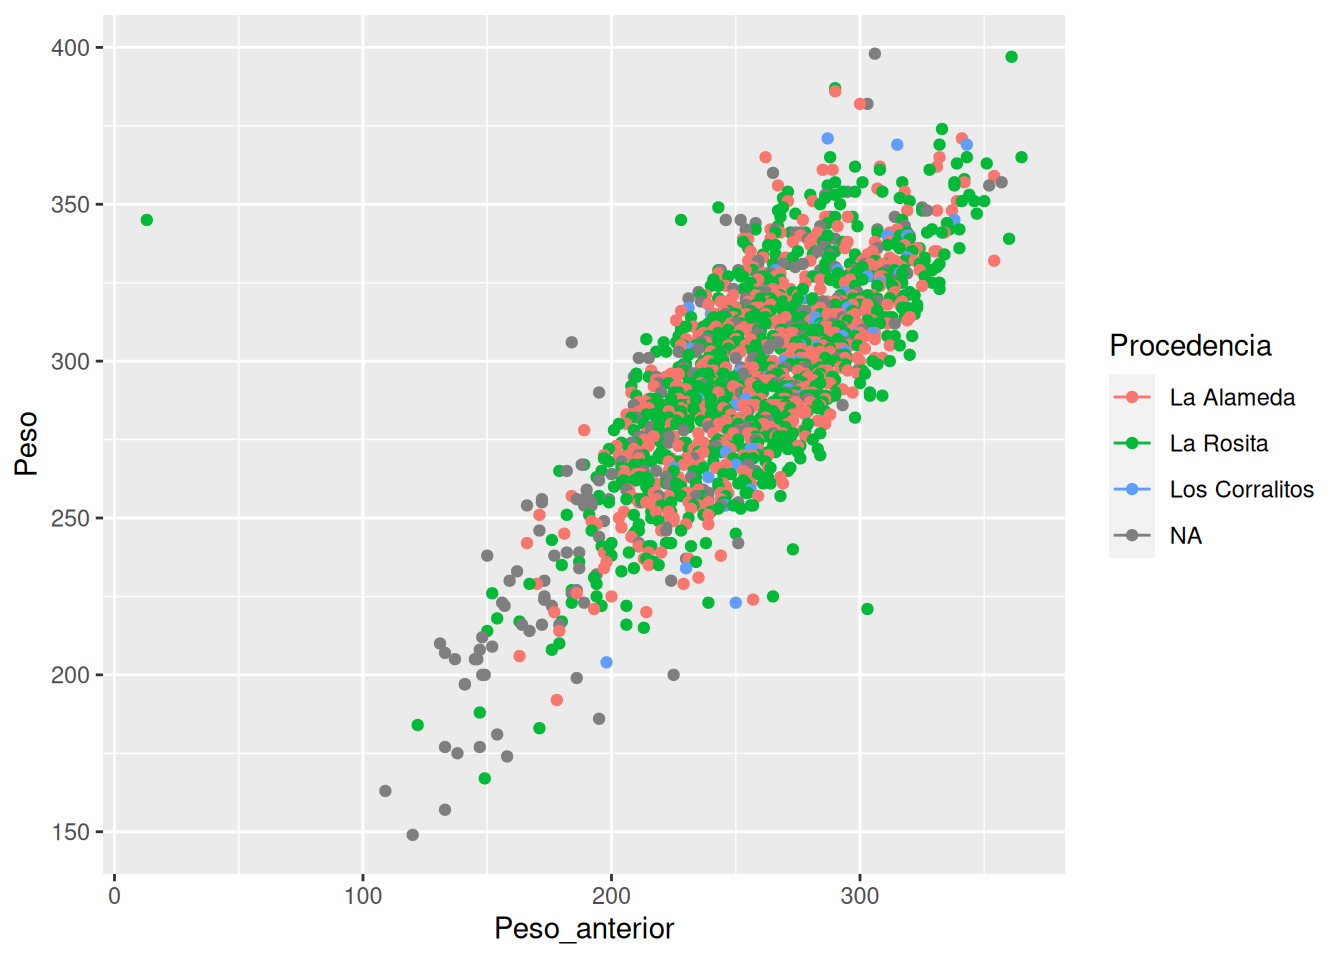 400
350
300
250
200
150
Peso
0
100
200
300
Peso_anterior
Procedencia
La Alameda
La Rosita
Los Corralitos
NA